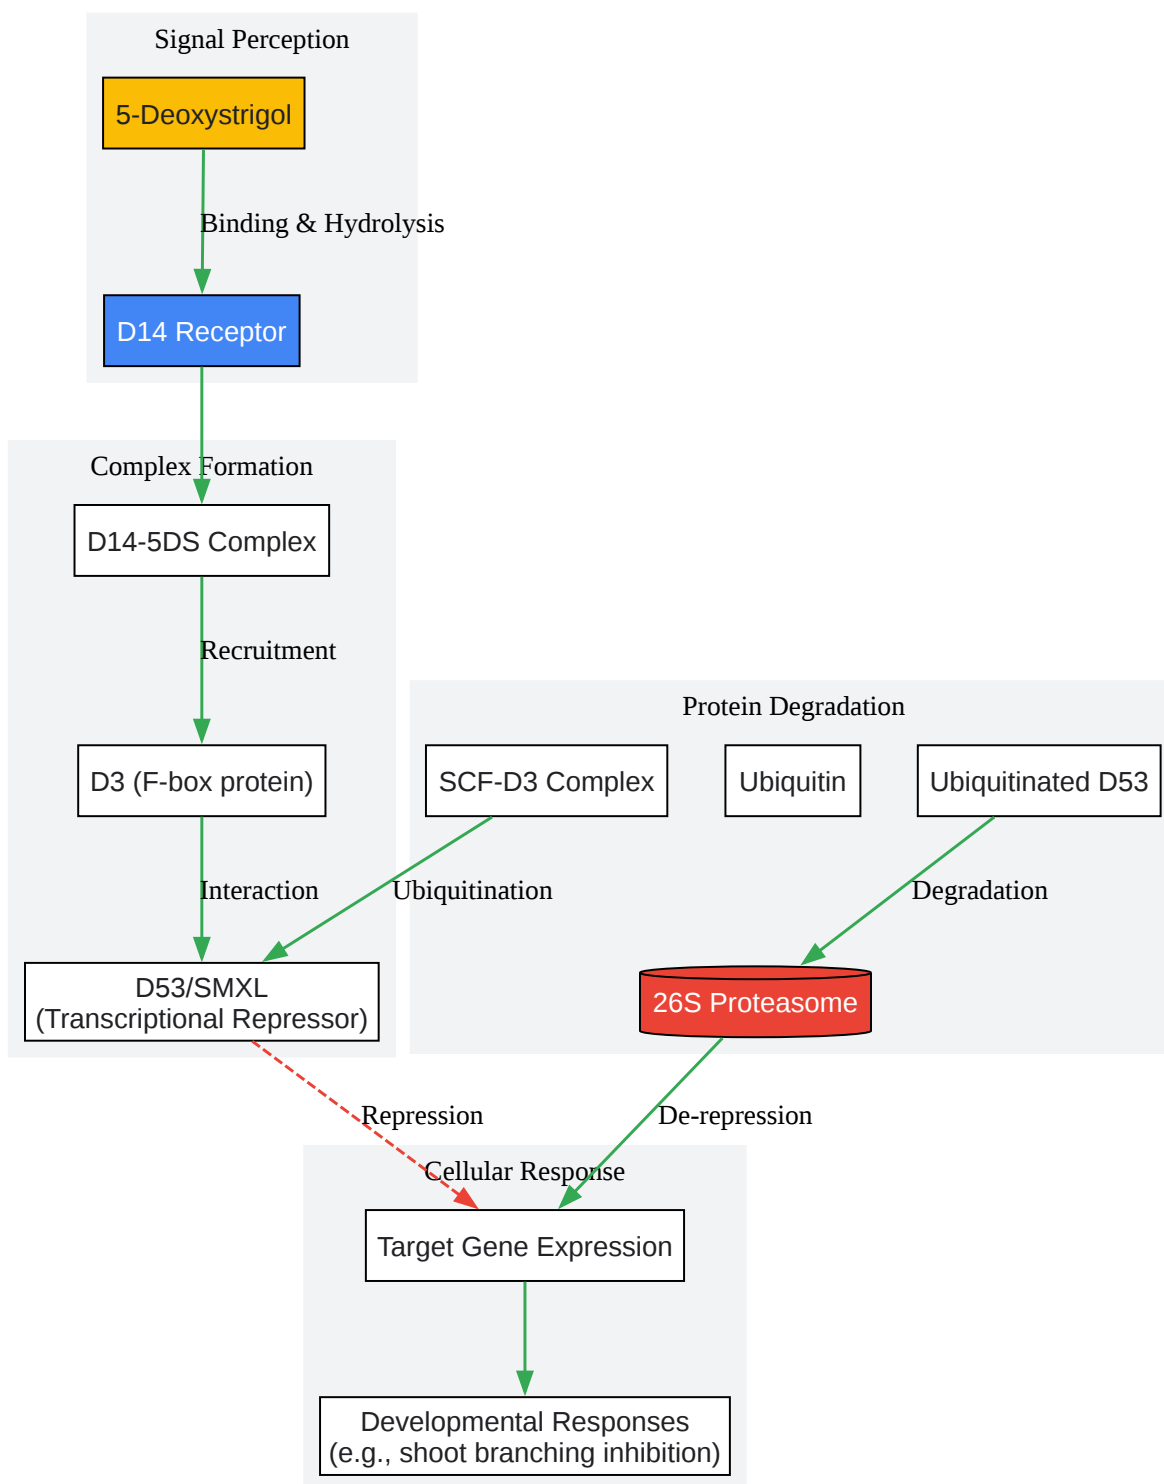 Signal Perception
5-Deoxystrigol
Binding & Hydrolysis
D14 Receptor
Complex Formation
D14-5DS Complex
Recruitment
Protein Degradation
D3 (F-box protein)
SCF-D3 Complex
Ubiquitin
Ubiquitinated D53
Interaction
Ubiquitination
Degradation
D53/SMXL
(Transcriptional Repressor)
26S Proteasome
Repression
De-repression
Cellular Response
Target Gene Expression
Developmental Responses
(e.g., shoot branching inhibition)